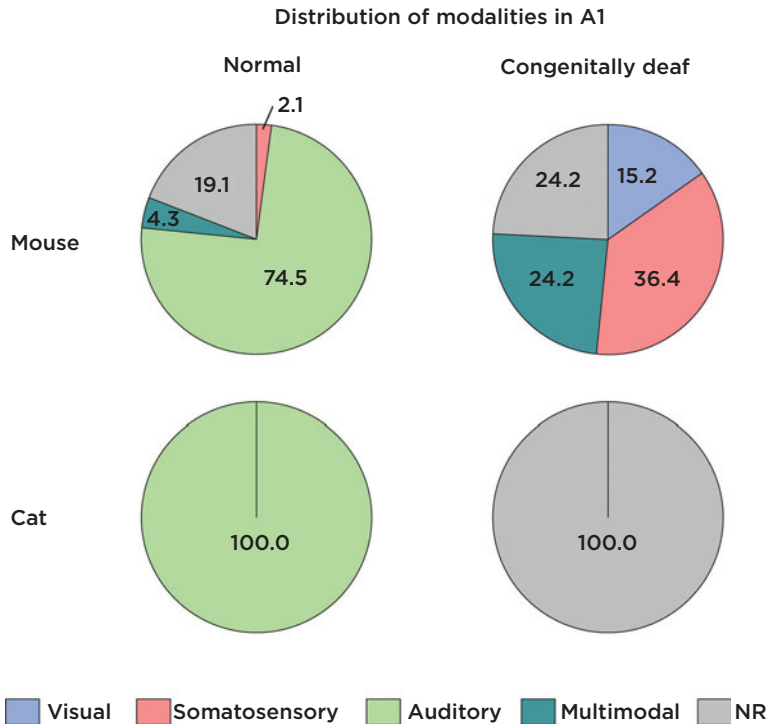 Distribution of modalities in A1
Normal
Congenitally deaf
2.1
19.1
4.3
74.5
24.2
15.2
24.2
36.4
Mouse
100.0
100.0
Cat
Visual
Somatosensory
Auditory
Multimodal
NR